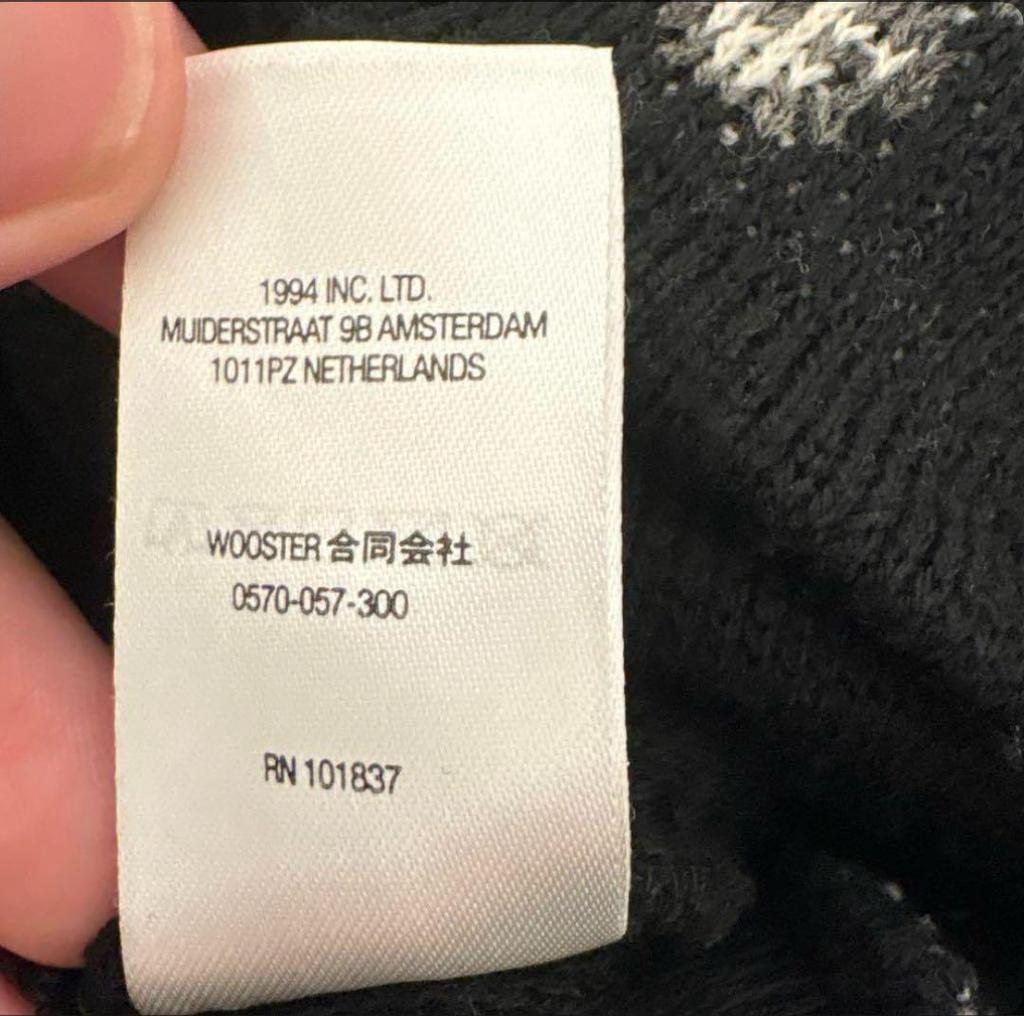 1994 INC. LTD.
MUIDERSTRAAT 9B AMSTERDAM
1011PZ NETHERLANDS
WOOSTER 合同会社
0570-057-300
RN 101837